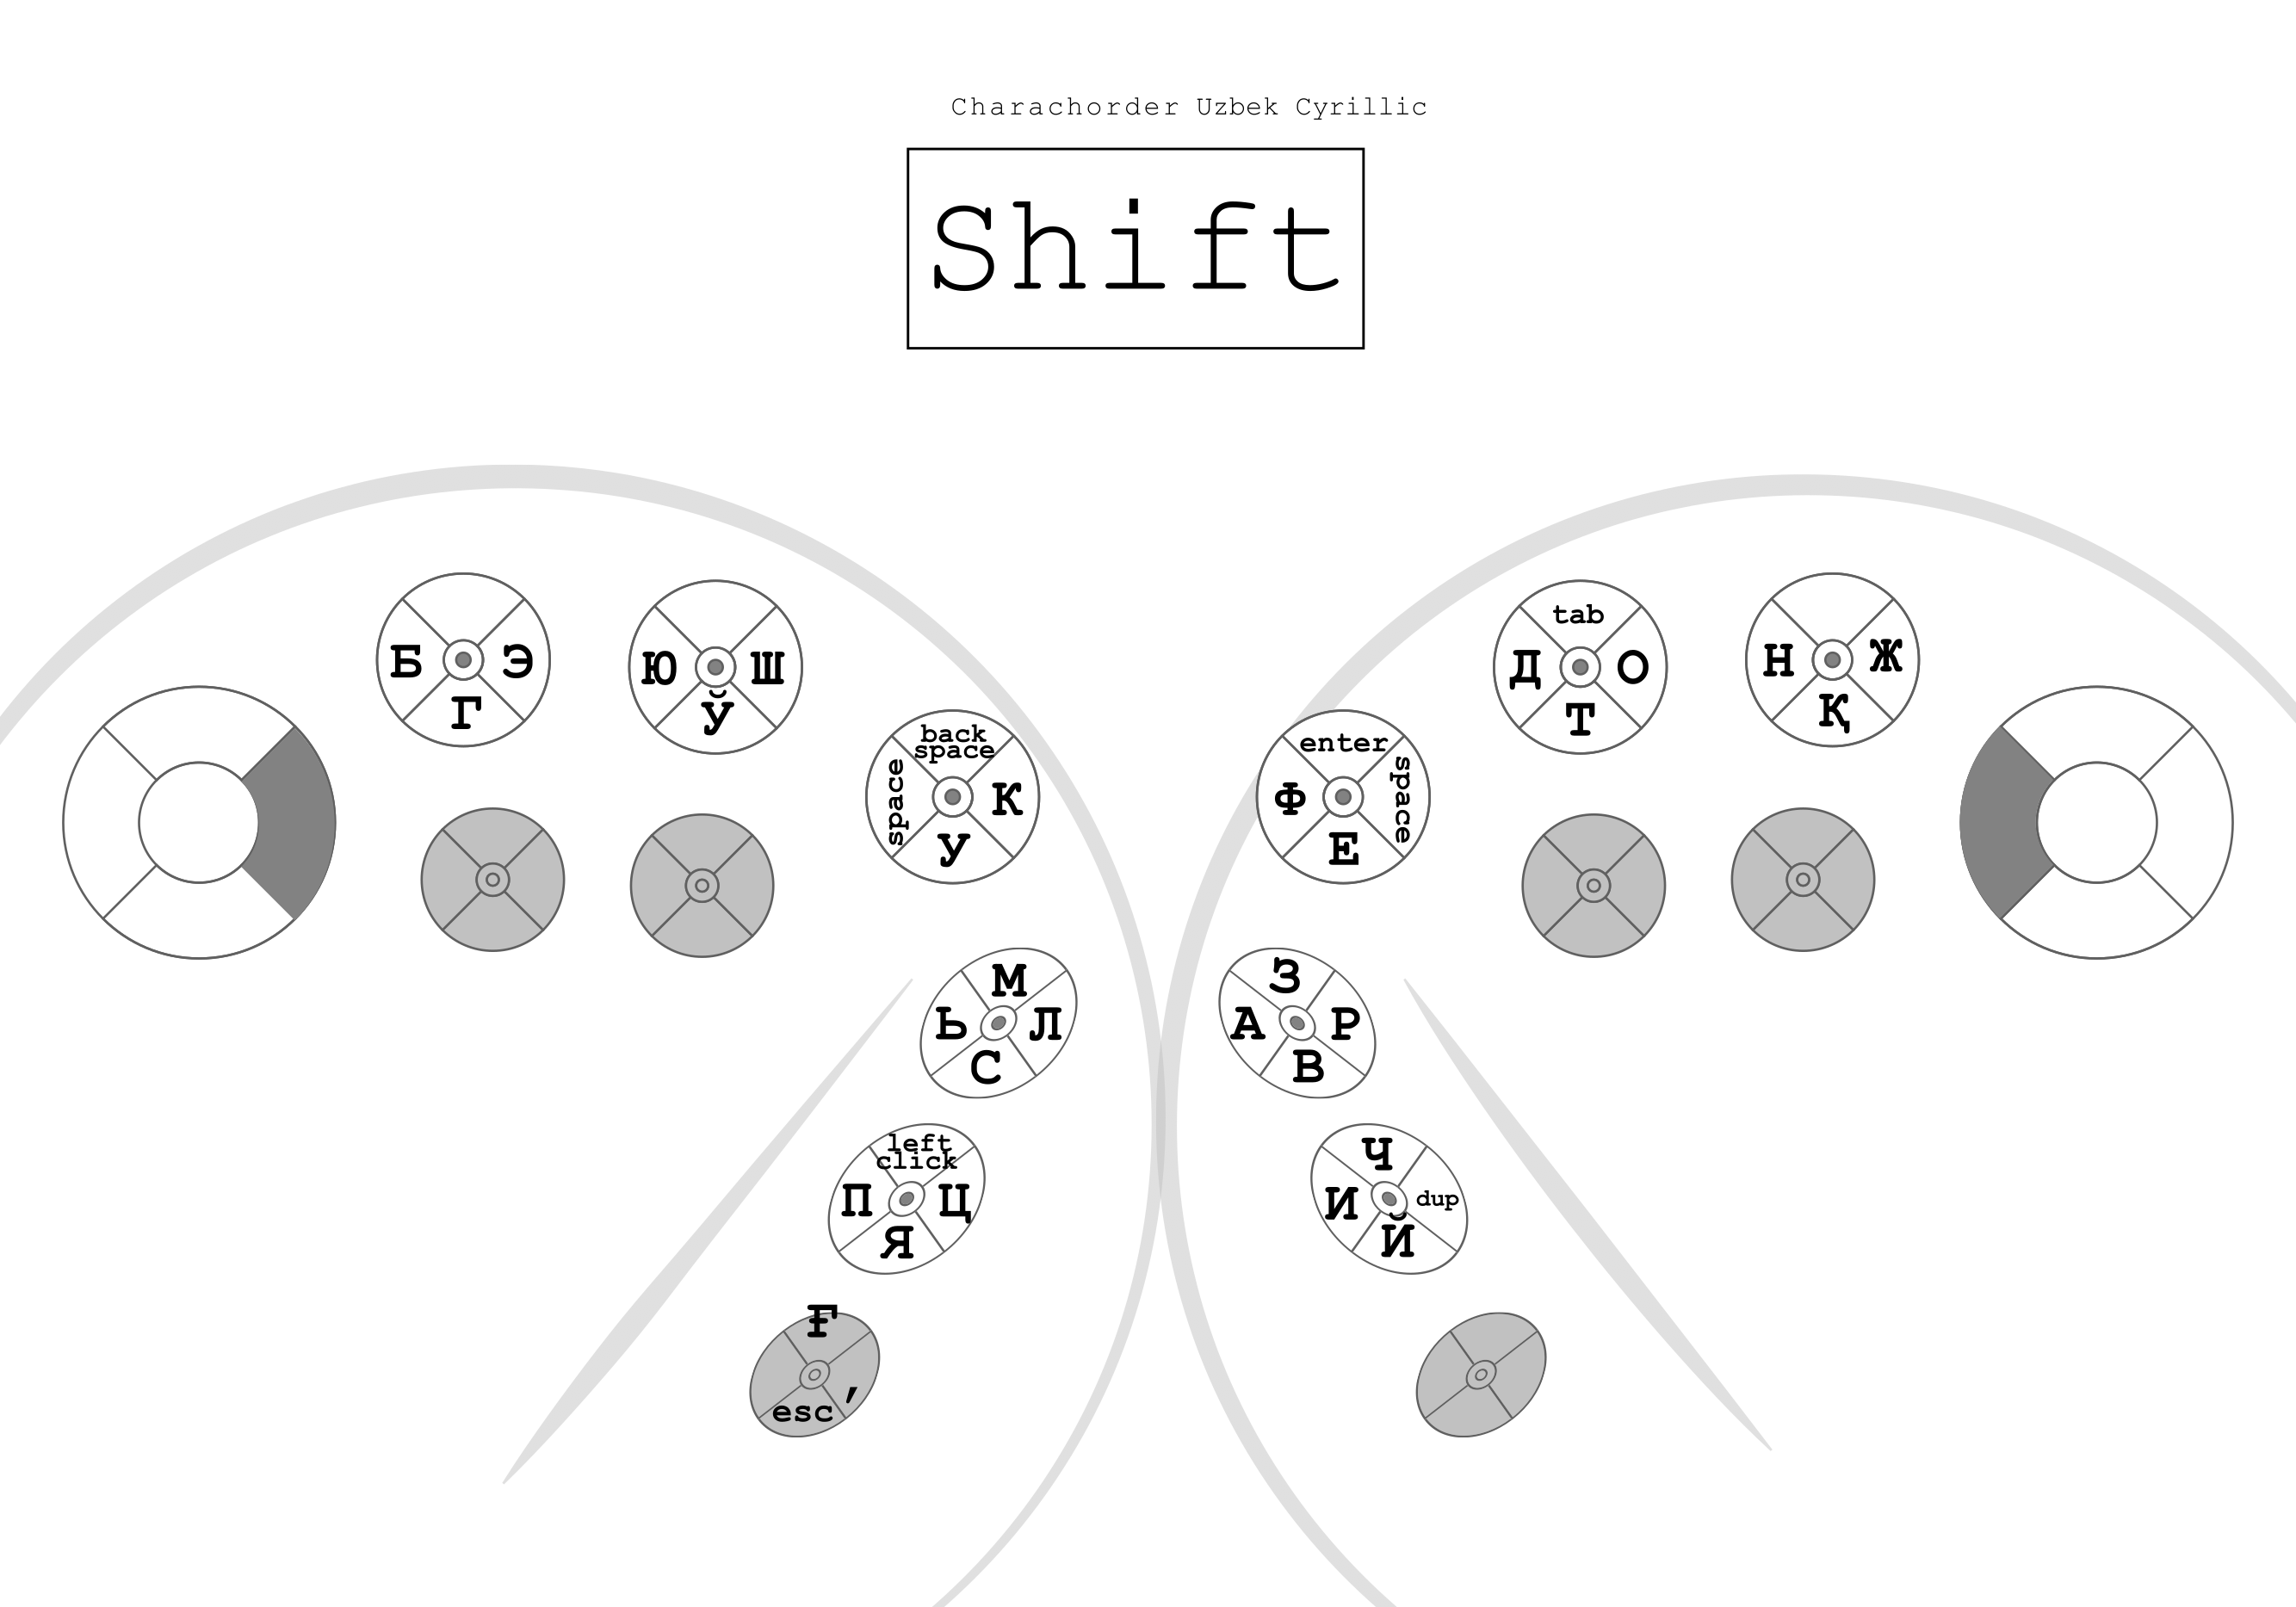 Charachorder Uzbek Cyrillic
Shift
Б Э
Г
Ю Ш
Ў
back
space
space К
У
enter
Ф space
Е
tab
Д О
Т
Н Ж
Қ
М
Ь Л
С
З
А Р
В
left
click
П Ц
Я
Ч
И dup
Й
Ғ
esc ′